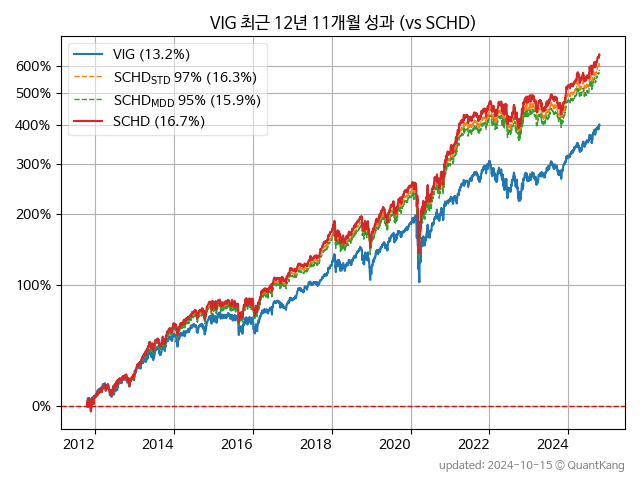 VIG 최근 12년 11개월 성과 (vs SCHD)
VIG (13.2%)
SCHD_STD 97% (16.3%)
SCHD_MDD 95% (15.9%)
SCHD (16.7%)
600%
500%
400%
300%
200%
100%
0%
2012 2014 2016 2018 2020 2022 2024
updated: 2024-10-15 © QuantKang